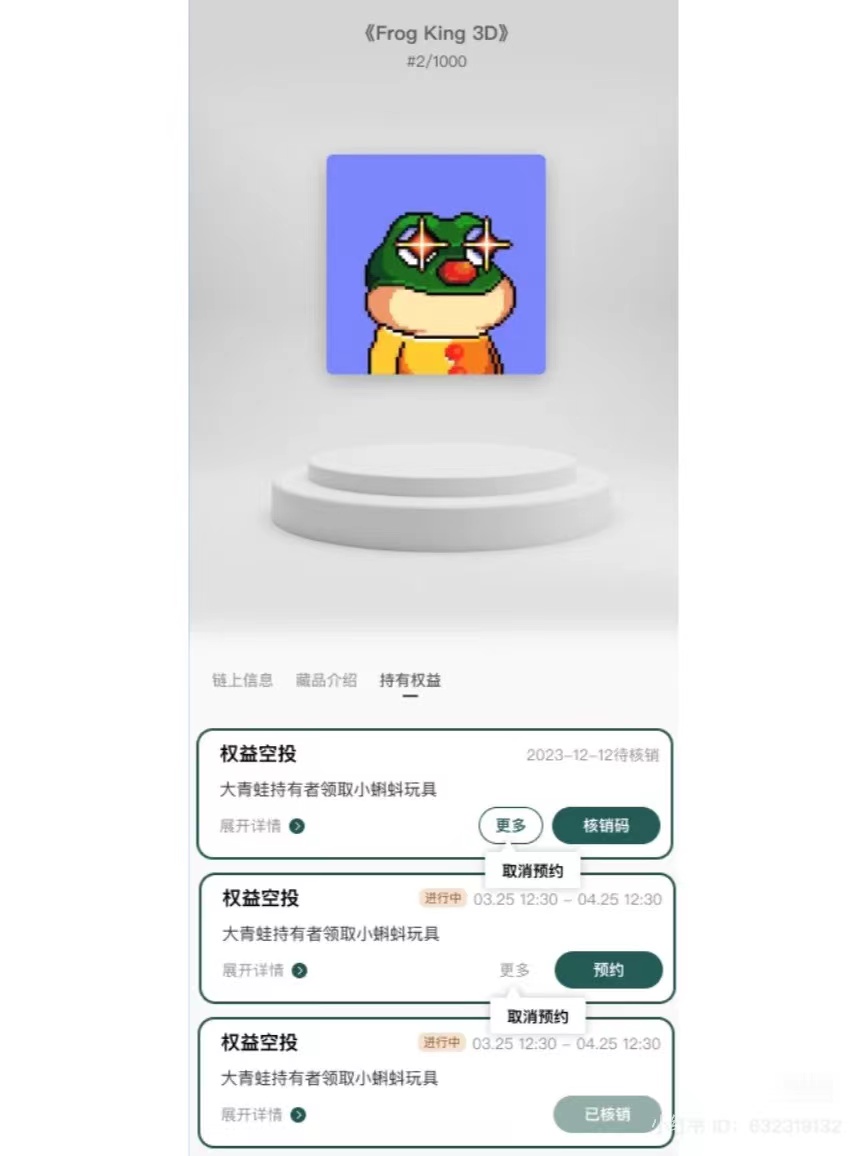 《Frog King 3D》
#2/1000
链上信息 藏品介绍 持有权益
权益空投 2023-12-12待核销
大青蛙持有者领取小蝌蚪玩具
展开详情 更多 核销码
取消预约
权益空投 进行中 03.25 12:30 - 04.25 12:30
大青蛙持有者领取小蝌蚪玩具
展开详情 更多 预约
取消预约
权益空投 进行中 03.25 12:30 - 04.25 12:30
大青蛙持有者领取小蝌蚪玩具
展开详情 已核销
小红书 ID: 632319132